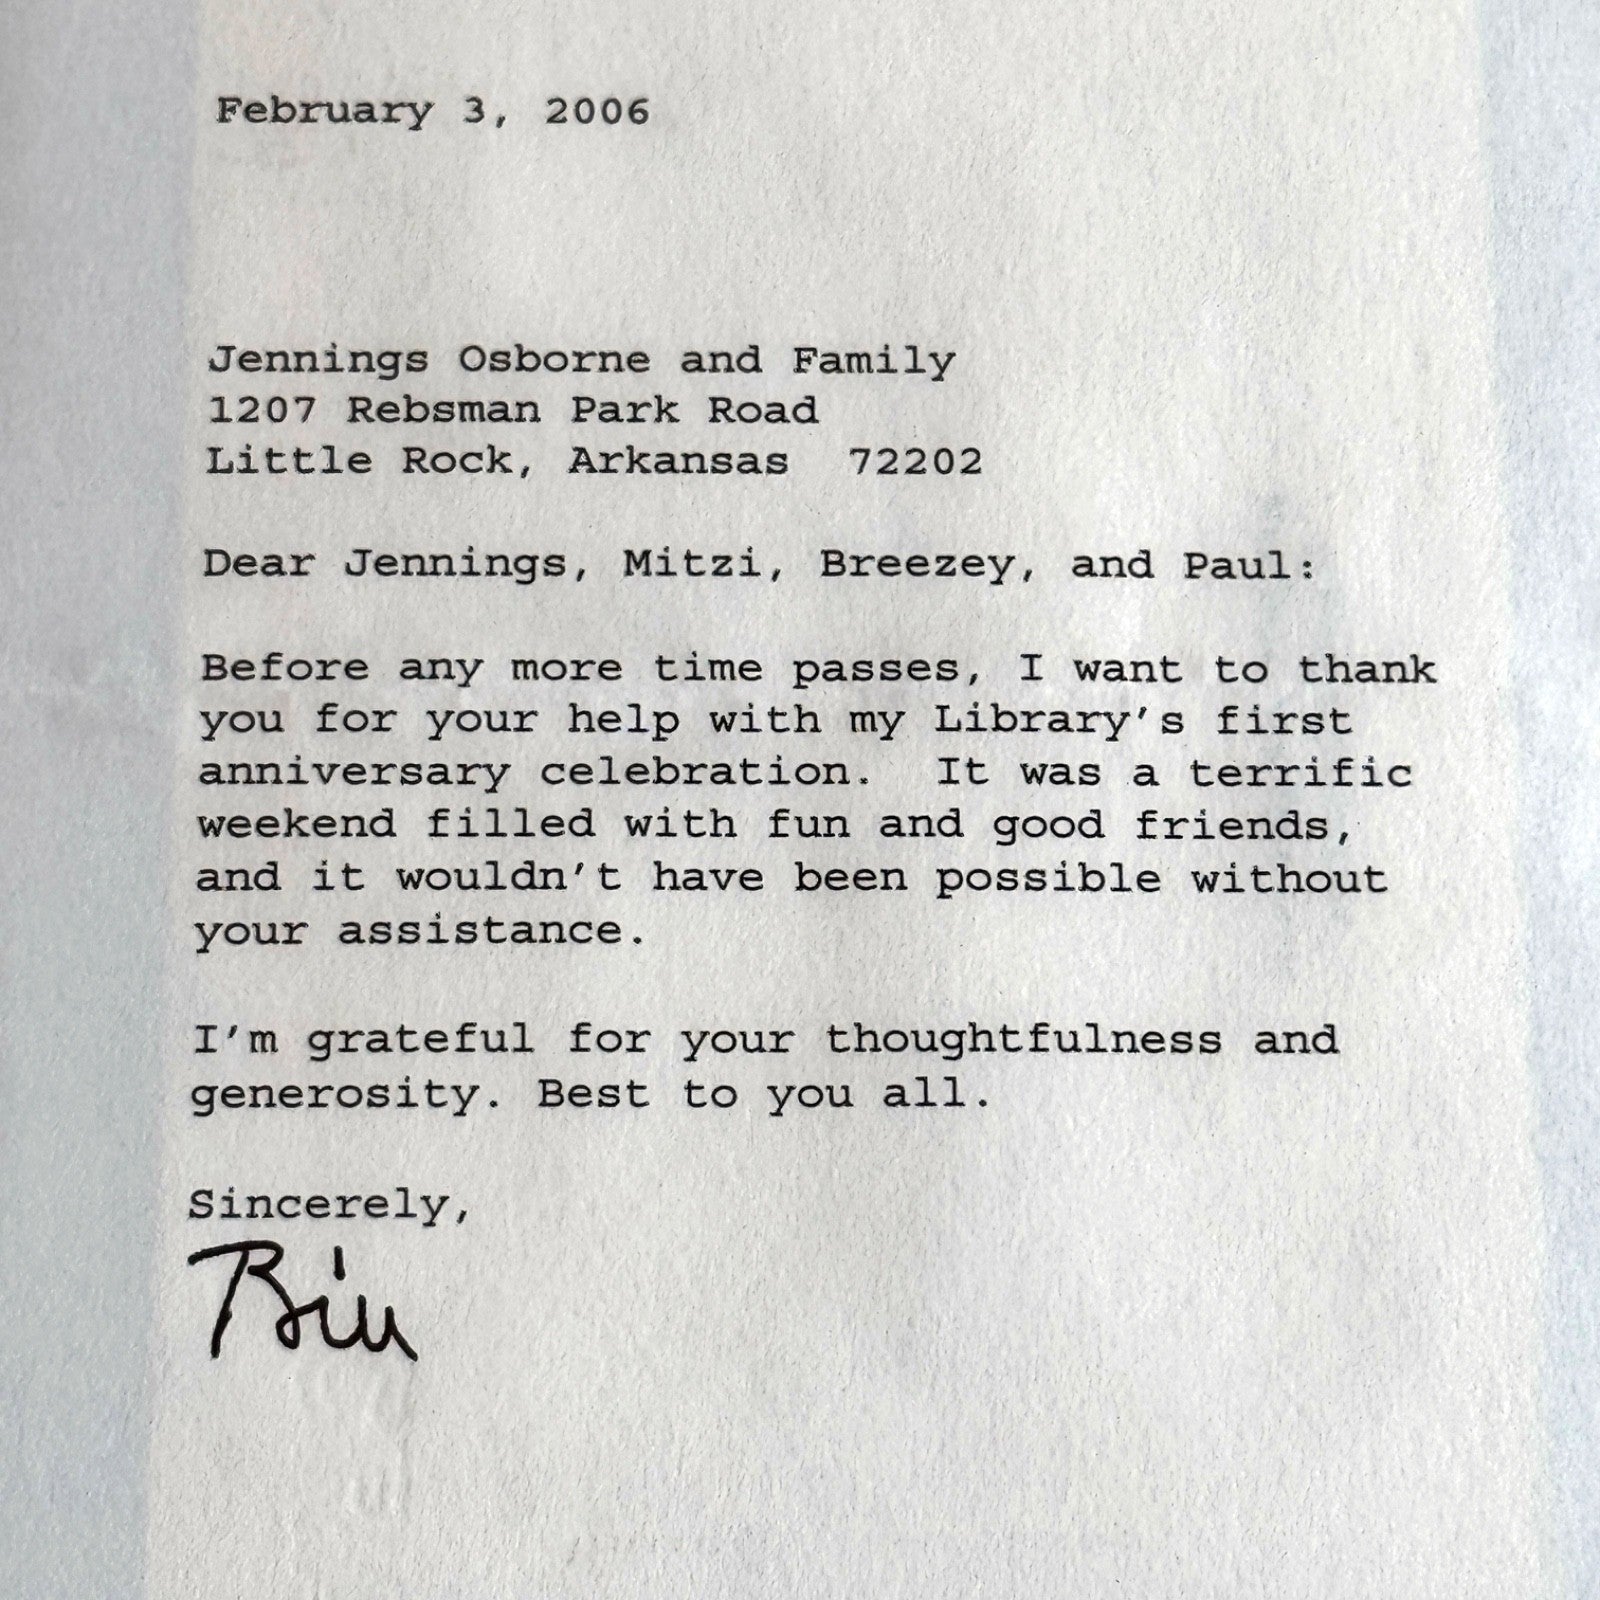 February 3, 2006
Jennings Osborne and Family
1207 Rebsman Park Road
Little Rock, Arkansas  72202
Dear Jennings, Mitzi, Breezey, and Paul:
Before any more time passes, I want to thank
you for your help with my Library's first
anniversary celebration.  It was a terrific
weekend filled with fun and good friends,
and it wouldn't have been possible without
your assistance.
I'm grateful for your thoughtfulness and
generosity. Best to you all.
Sincerely,
Bill